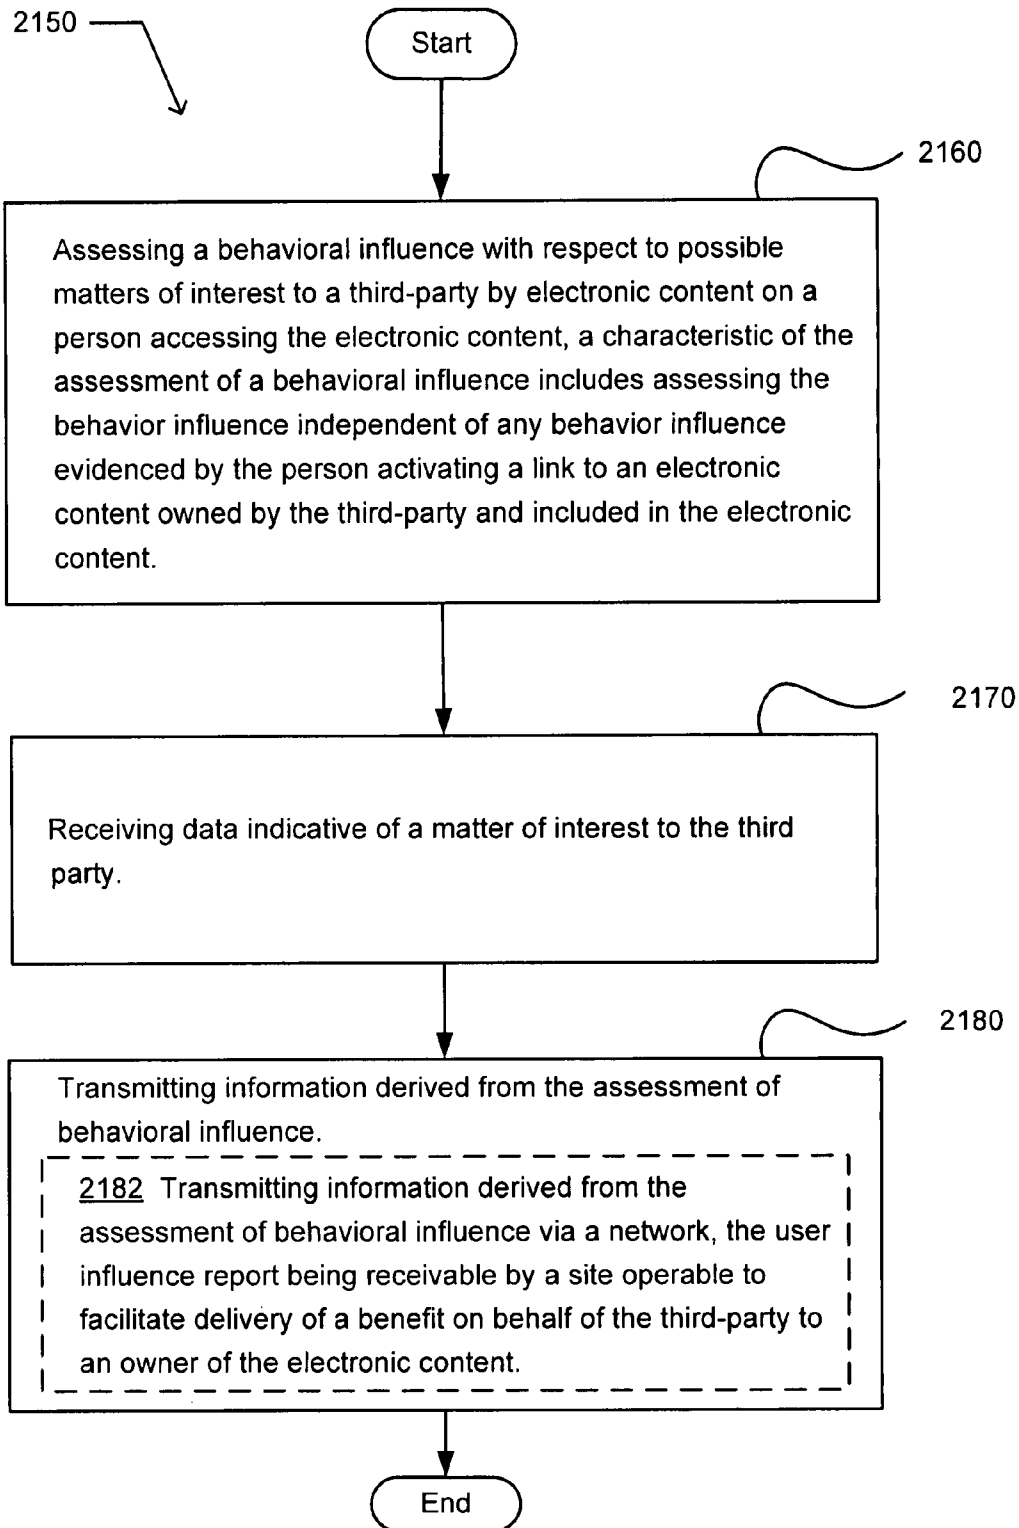 2150
Start
2160
Assessing a behavioral influence with respect to possible
matters of interest to a third-party by electronic content on a
person accessing the electronic content, a characteristic of the
assessment of a behavioral influence includes assessing the
behavior influence independent of any behavior influence
evidenced by the person activating a link to an electronic
content owned by the third-party and included in the electronic
content.
2170
Receiving data indicative of a matter of interest to the third
party.
2180
Transmitting information derived from the assessment of
behavioral influence.
2182 Transmitting information derived from the
assessment of behavioral influence via a network, the user
influence report being receivable by a site operable to
facilitate delivery of a benefit on behalf of the third-party to
an owner of the electronic content.
End